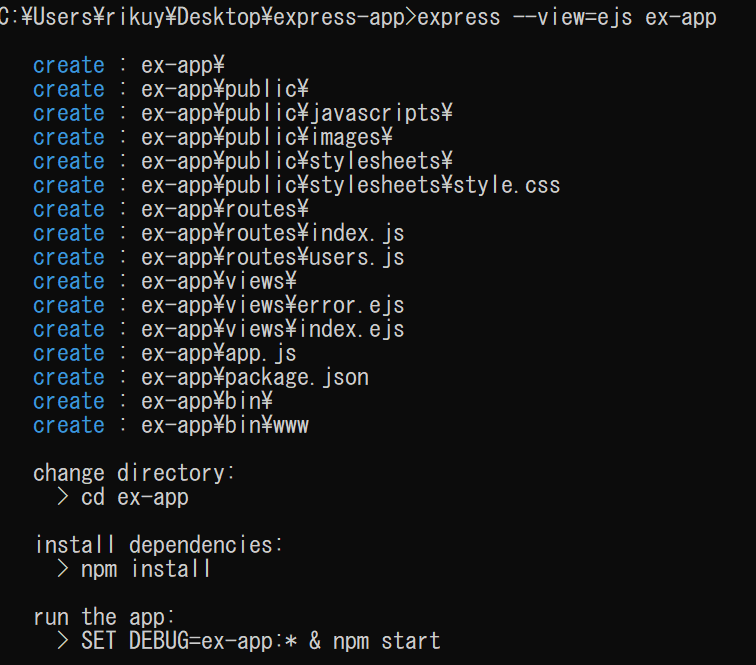 C:¥Users¥rikuy¥Desktop¥express-app>express --view=ejs ex-app
create : ex-app¥
create : ex-app¥public¥
create : ex-app¥public¥javascripts¥
create : ex-app¥public¥images¥
create : ex-app¥public¥stylesheets¥
create : ex-app¥public¥stylesheets¥style.css
create : ex-app¥routes¥
create : ex-app¥routes¥index.js
create : ex-app¥routes¥users.js
create : ex-app¥views¥
create : ex-app¥views¥error.ejs
create : ex-app¥views¥index.ejs
create : ex-app¥app.js
create : ex-app¥package.json
create : ex-app¥bin¥
create : ex-app¥bin¥www
change directory:
> cd ex-app
install dependencies:
> npm install
run the app:
> SET DEBUG=ex-app:* & npm start